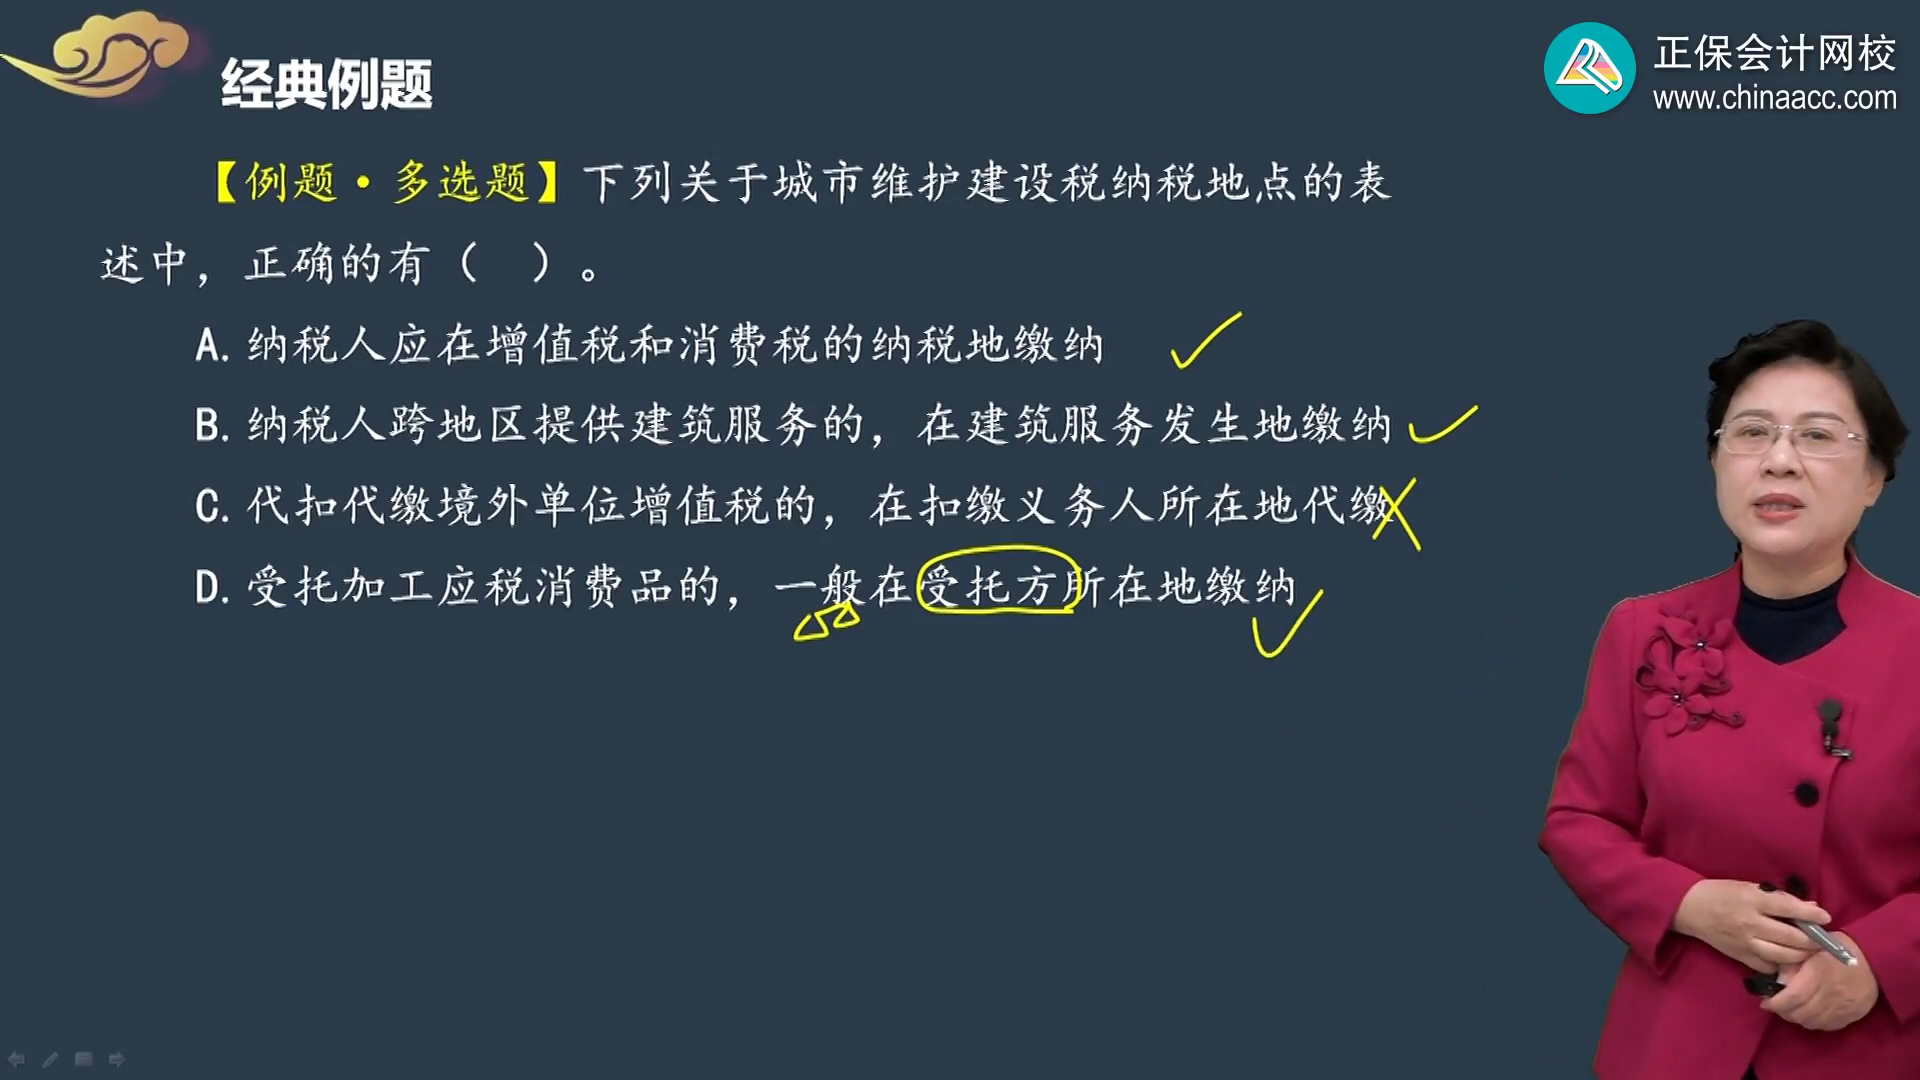 经典例题
正保会计网校
www.chinaacc.com
【例题·多选题】下列关于城市维护建设税纳税地点的表
述中，正确的有（ ）。
A. 纳税人应在增值税和消费税的纳税地缴纳
B. 纳税人跨地区提供建筑服务的，在建筑服务发生地缴纳
C. 代扣代缴境外单位增值税的，在扣缴义务人所在地代缴
D. 受托加工应税消费品的，一般在受托方所在地缴纳